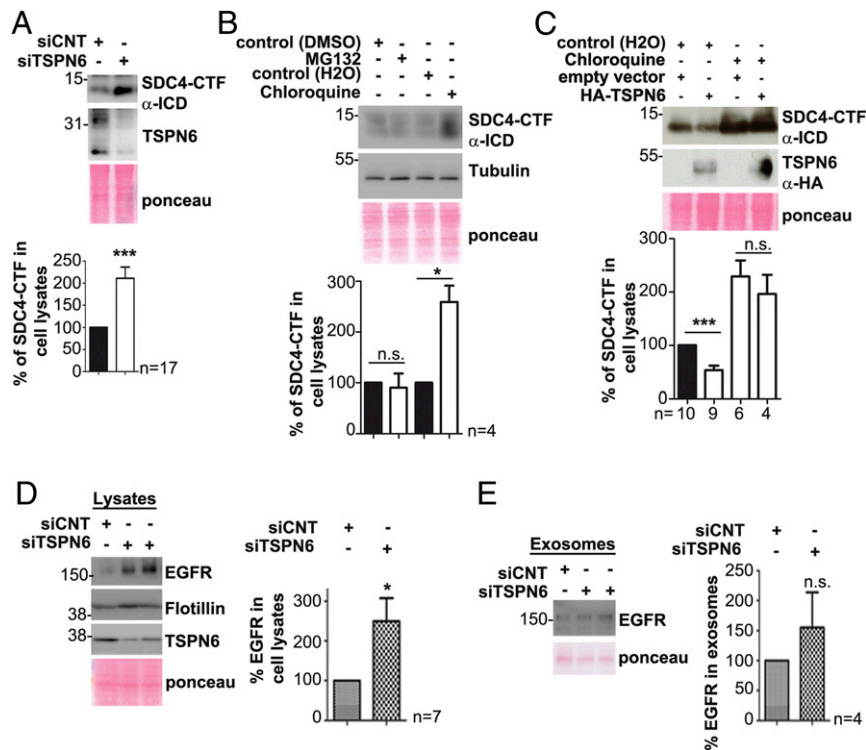 A
siCNT + -
siTSPN6 - +
15
SDC4-CTF
α-ICD
31
TSPN6
ponceau
% of SDC4-CTF in
cell lysates
250
200
150
100
50
0
***
n=17
B
control (DMSO) + - - -
MG132 - + - -
control (H2O) - - + -
Chloroquine - - - +
15
SDC4-CTF
α-ICD
55
Tubulin
ponceau
% of SDC4-CTF in
cell lysates
300
200
100
0
n.s.
*
n=4
C
control (H2O) + + - -
Chloroquine - - + +
empty vector + - + -
HA-TSPN6 - + - +
15
SDC4-CTF
α-ICD
55
TSPN6
α-HA
ponceau
% of SDC4-CTF in
cell lysates
300
200
100
0
***
n.s.
n= 10 9 6 4
D
Lysates
siCNT + - -
siTSPN6 - + +
150
EGFR
38
Flotillin
38
TSPN6
ponceau
siCNT + -
siTSPN6 - +
% EGFR in
cell lysates
300
200
100
0
*
n=7
E
Exosomes
siCNT + - -
siTSPN6 - + +
150
EGFR
ponceau
siCNT + -
siTSPN6 - +
% EGFR in exosomes
250
200
150
100
50
0
n.s.
n=4